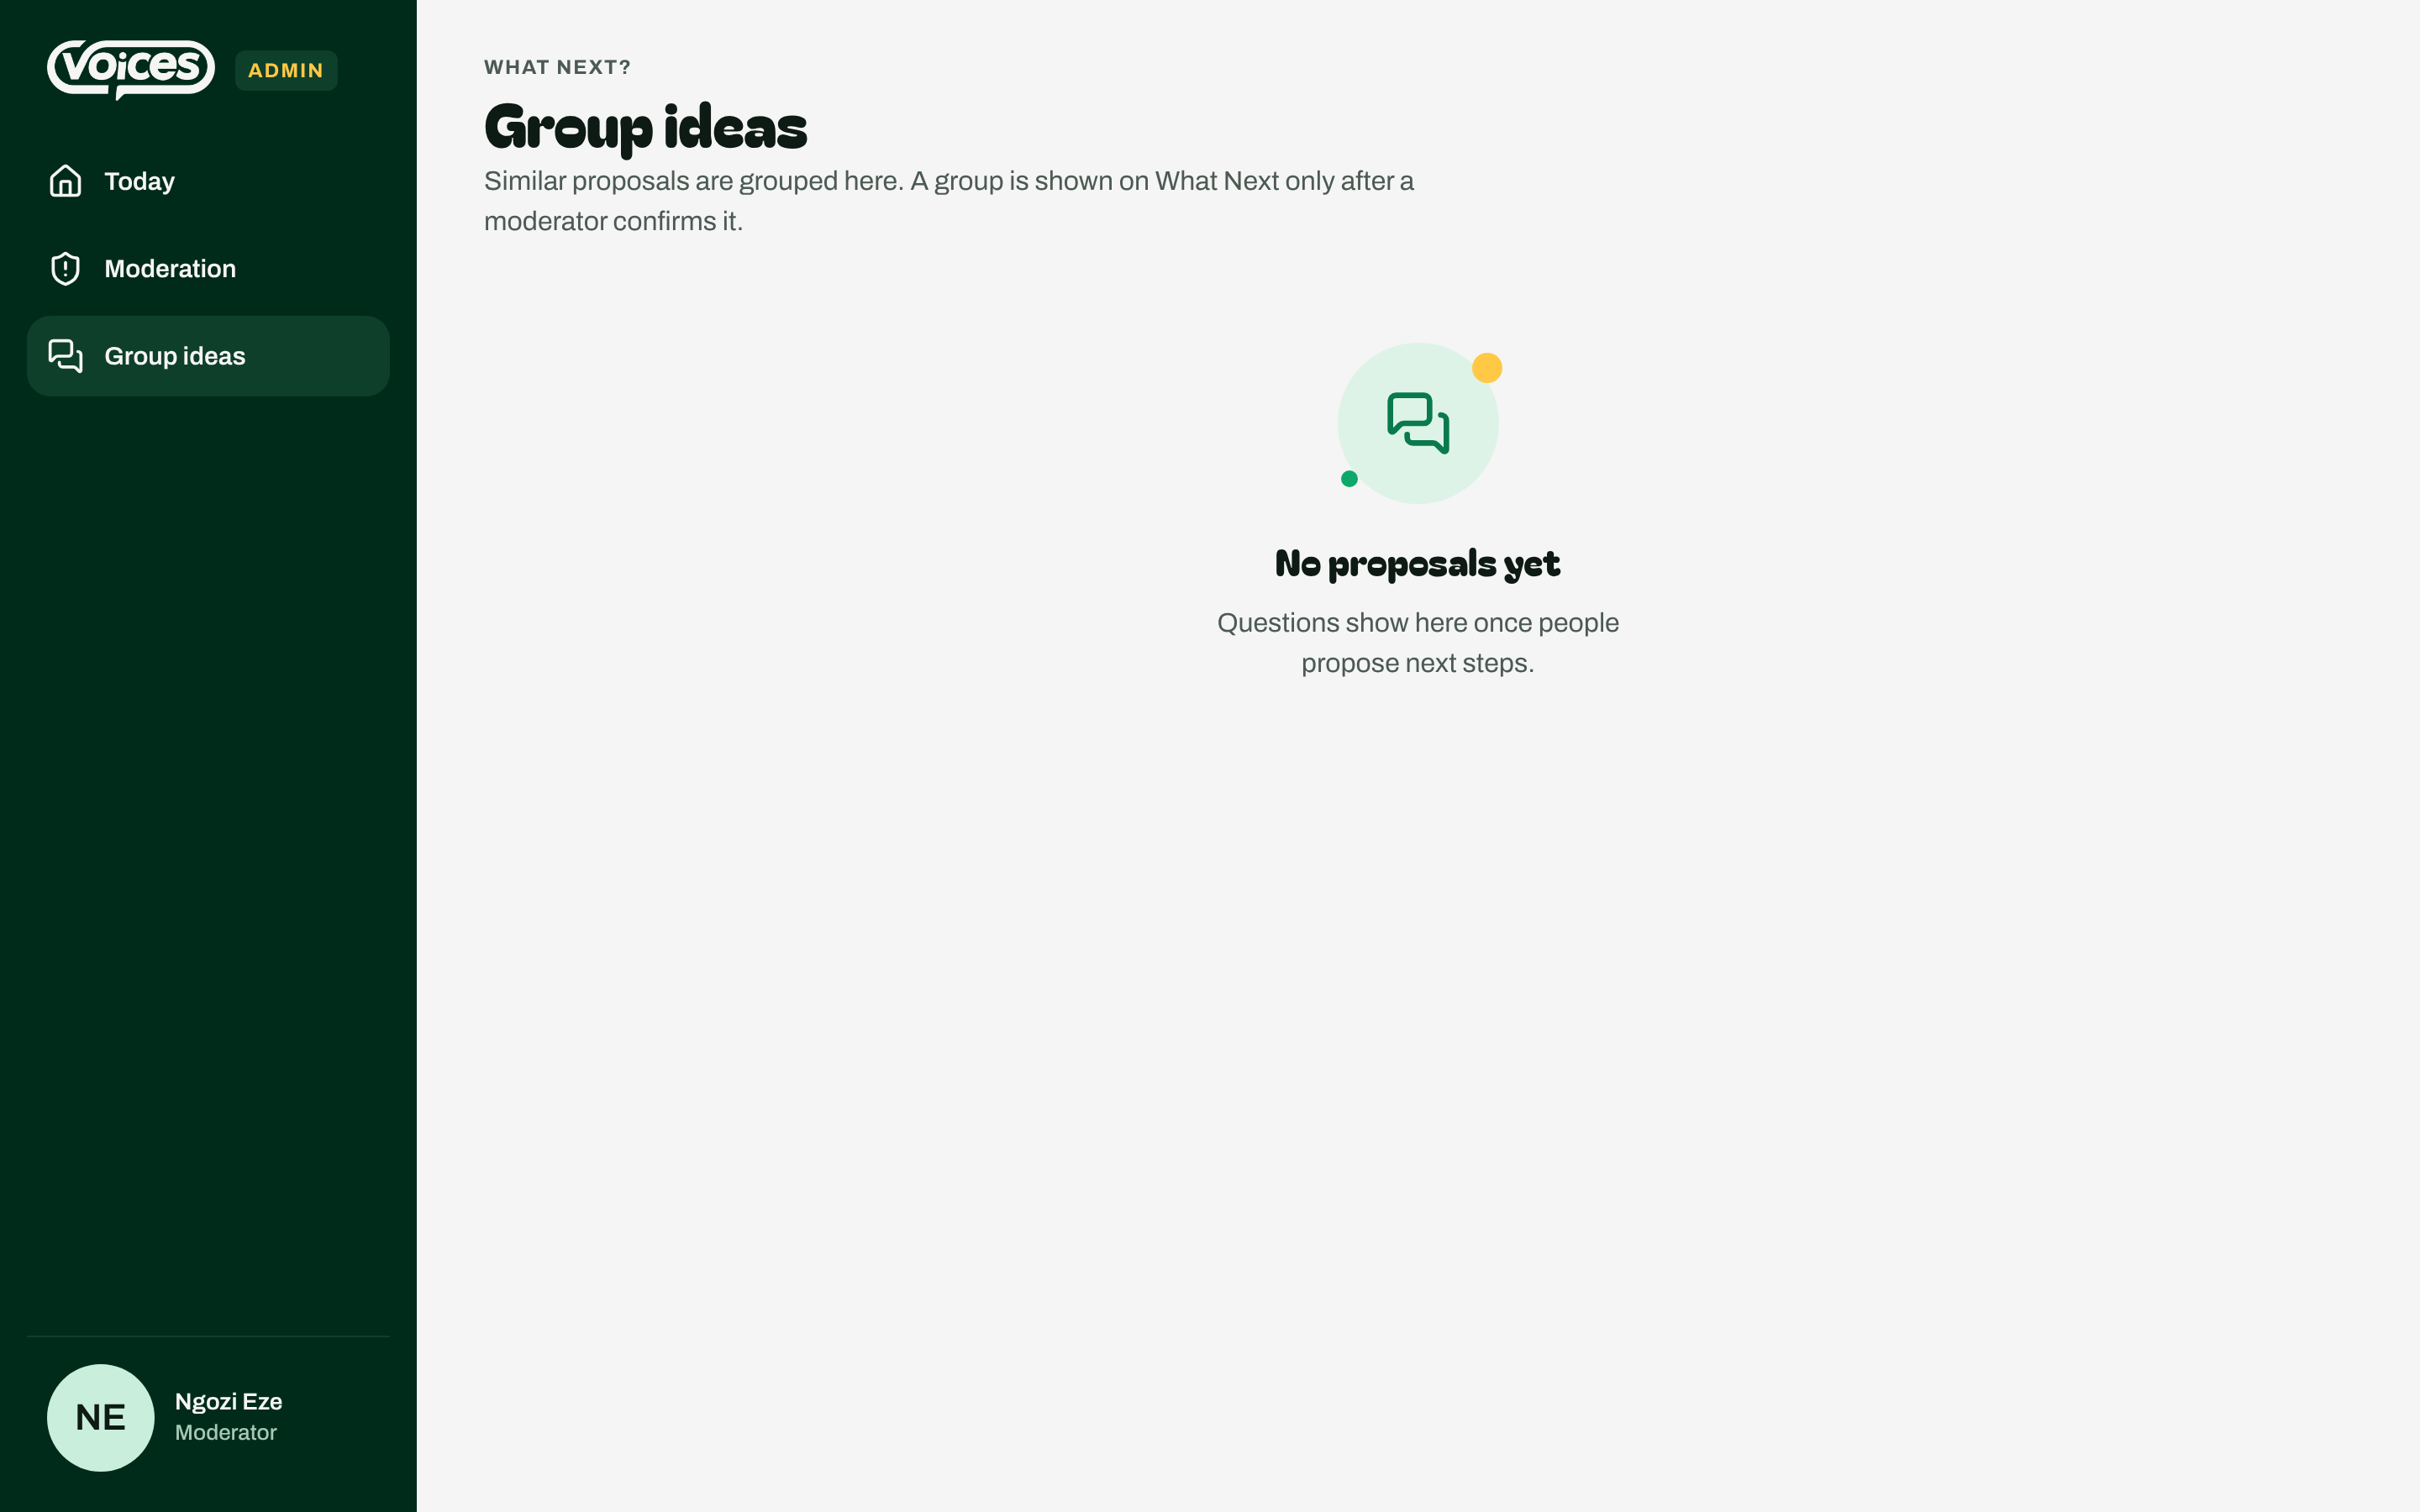 voices
ADMIN
Today
Moderation
Group ideas
NE
Ngozi Eze
Moderator
WHAT NEXT?
Group ideas
Similar proposals are grouped here. A group is shown on What Next only after a
moderator confirms it.
No proposals yet
Questions show here once people
propose next steps.